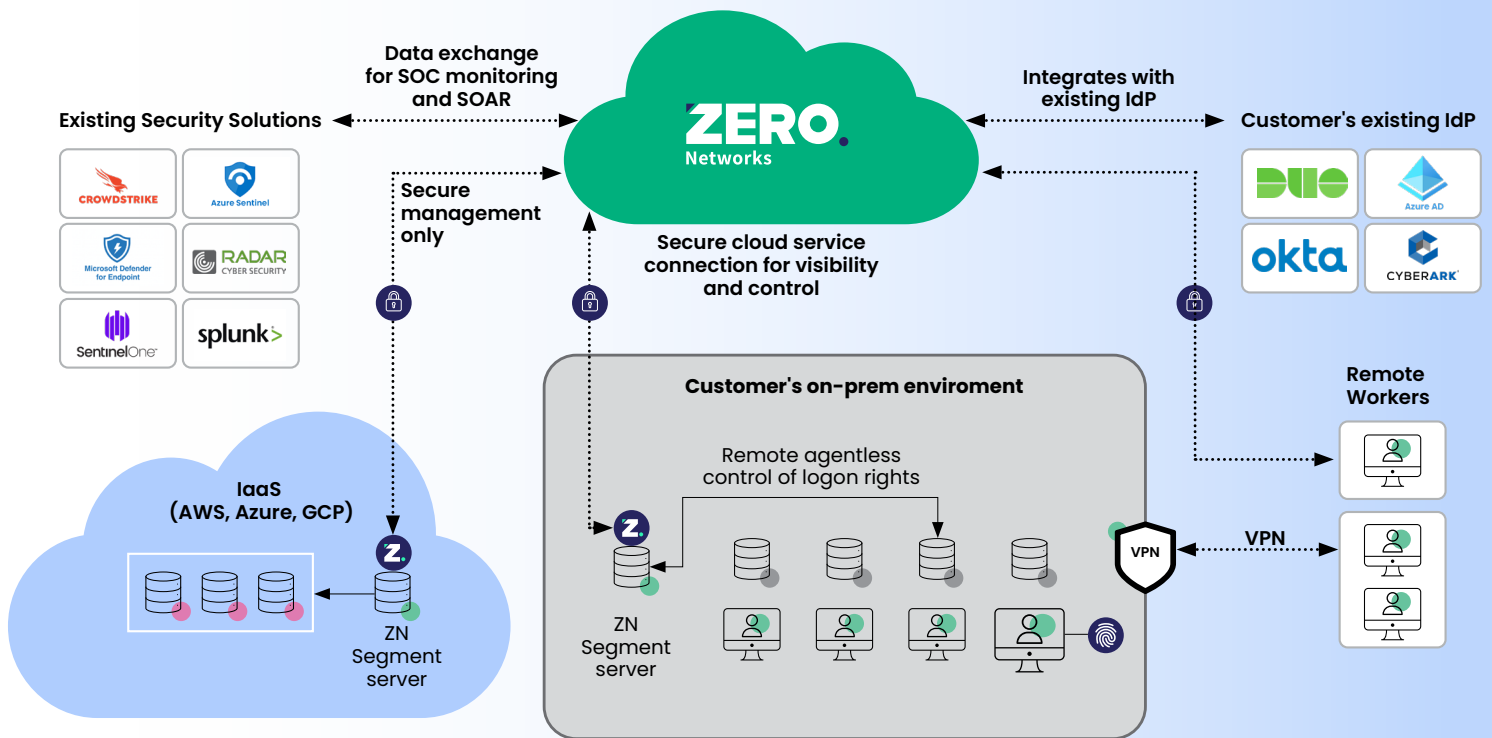 Data exchange
for SOC monitoring
and SOAR
ZERO.
Networks
Integrates with
existing IdP
Existing Security Solutions
Customer's existing IdP
CROWDSTRIKE
Azure Sentinel
Microsoft Defender
for Endpoint
RADAR
CYBER SECURITY
SentinelOne
splunk>
DUO
Azure AD
okta
CYBERARK
Secure
management
only
Secure cloud service
connection for visibility
and control
Customer's on-prem enviroment
Remote
Workers
Remote agentless
control of logon rights
IaaS
(AWS, Azure, GCP)
Z.
Z.
VPN
VPN
ZN
Segment
server
ZN
Segment
server